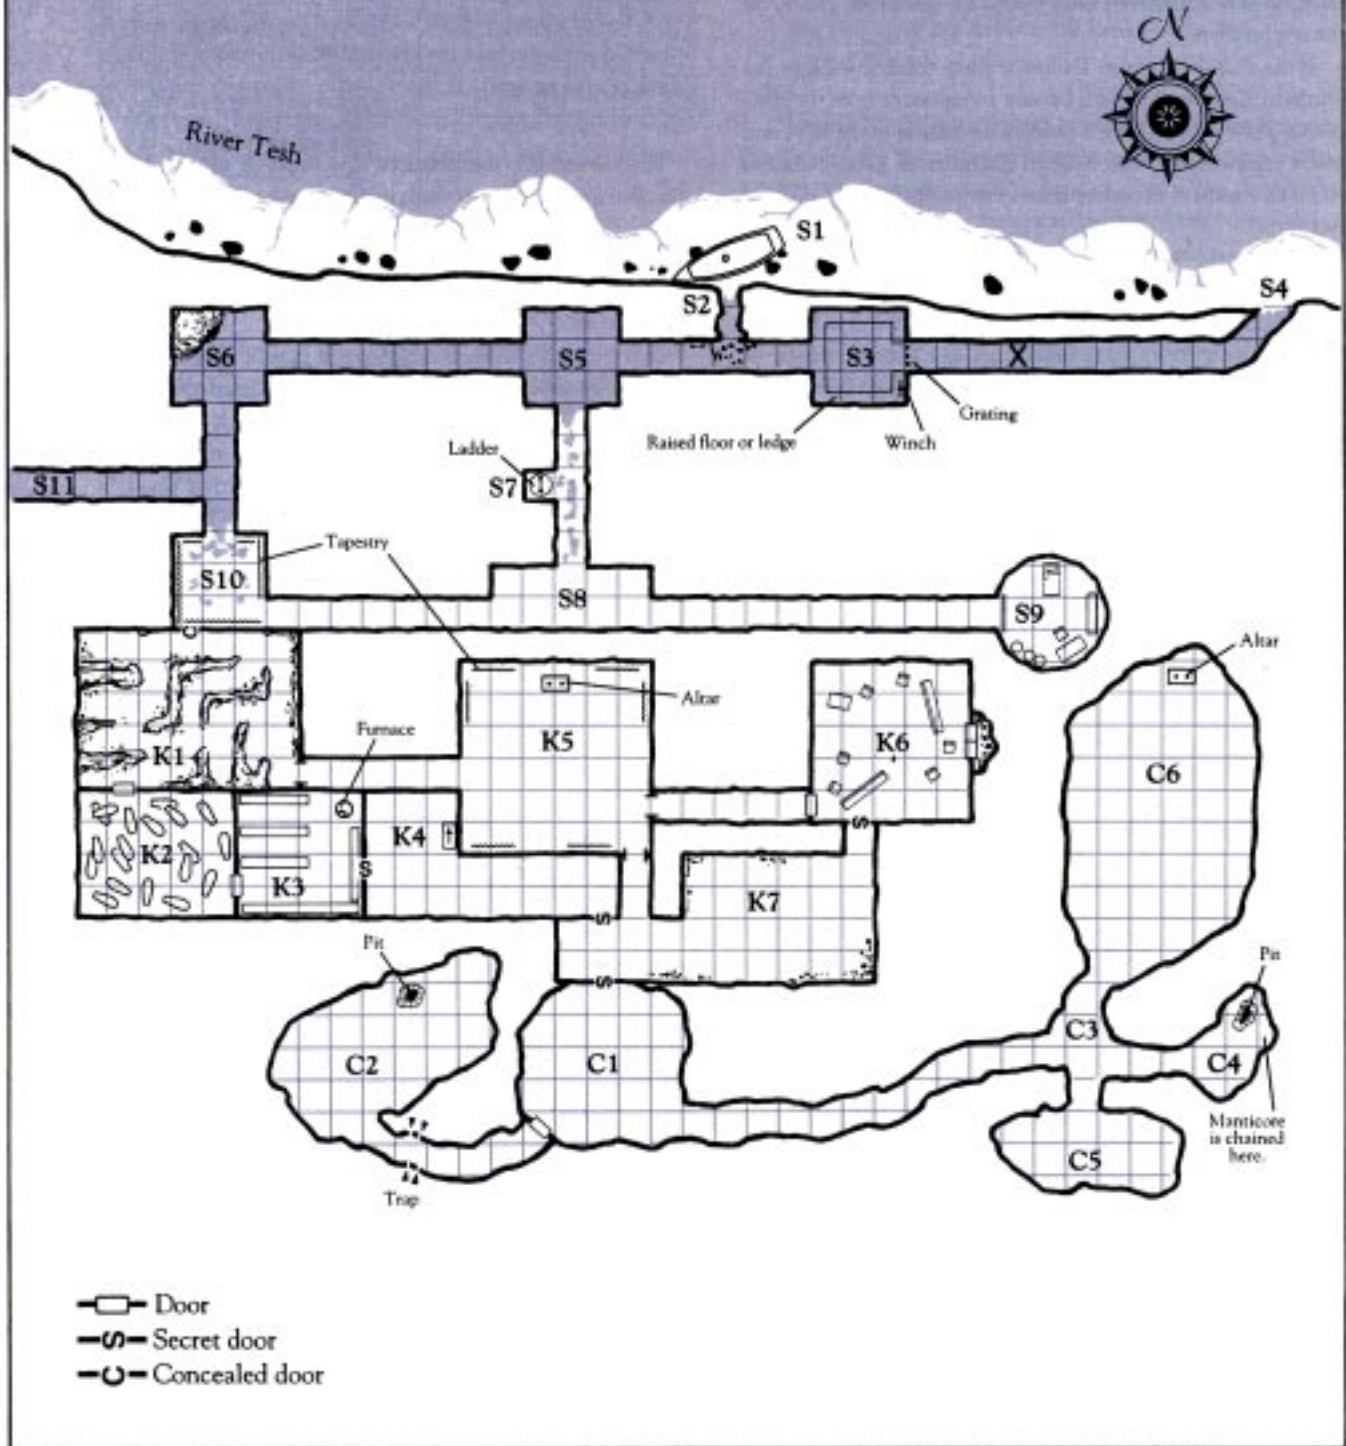 N
River Tesh
S1
S2
S4
S6
S5
S3
X
Grating
Raised floor or ledge
Winch
Ladder
S7
S11
Tapestry
S10
S8
S9
Altar
Altar
Furnace
K5
K6
K1
C6
K4
K2
K3
S
S
K7
S
Pit
S
Pit
C3
C2
C1
C4
Manticore
is chained
here.
C5
Trap
Door
S Secret door
C Concealed door